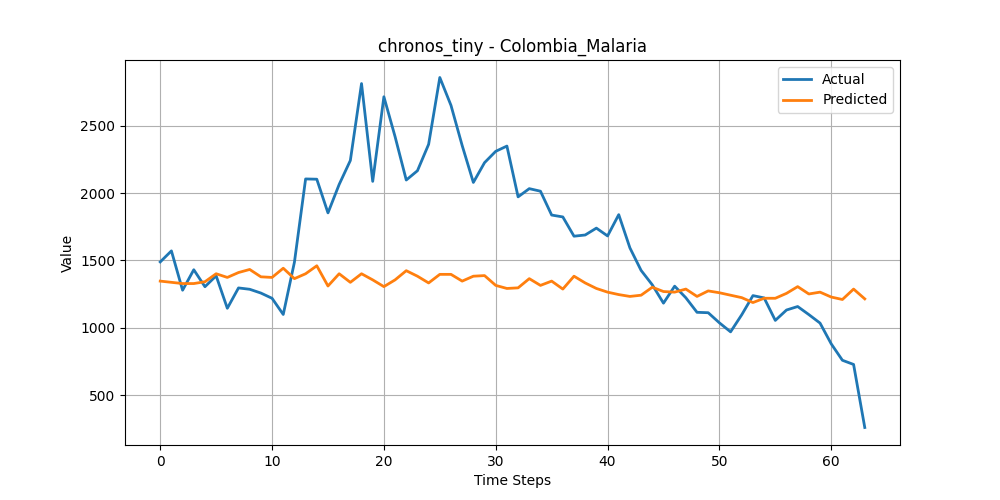 chronos_tiny - Colombia_Malaria
Actual
Predicted
Value
2500
2000
1500
1000
500
0 10 20 30 40 50 60
Time Steps